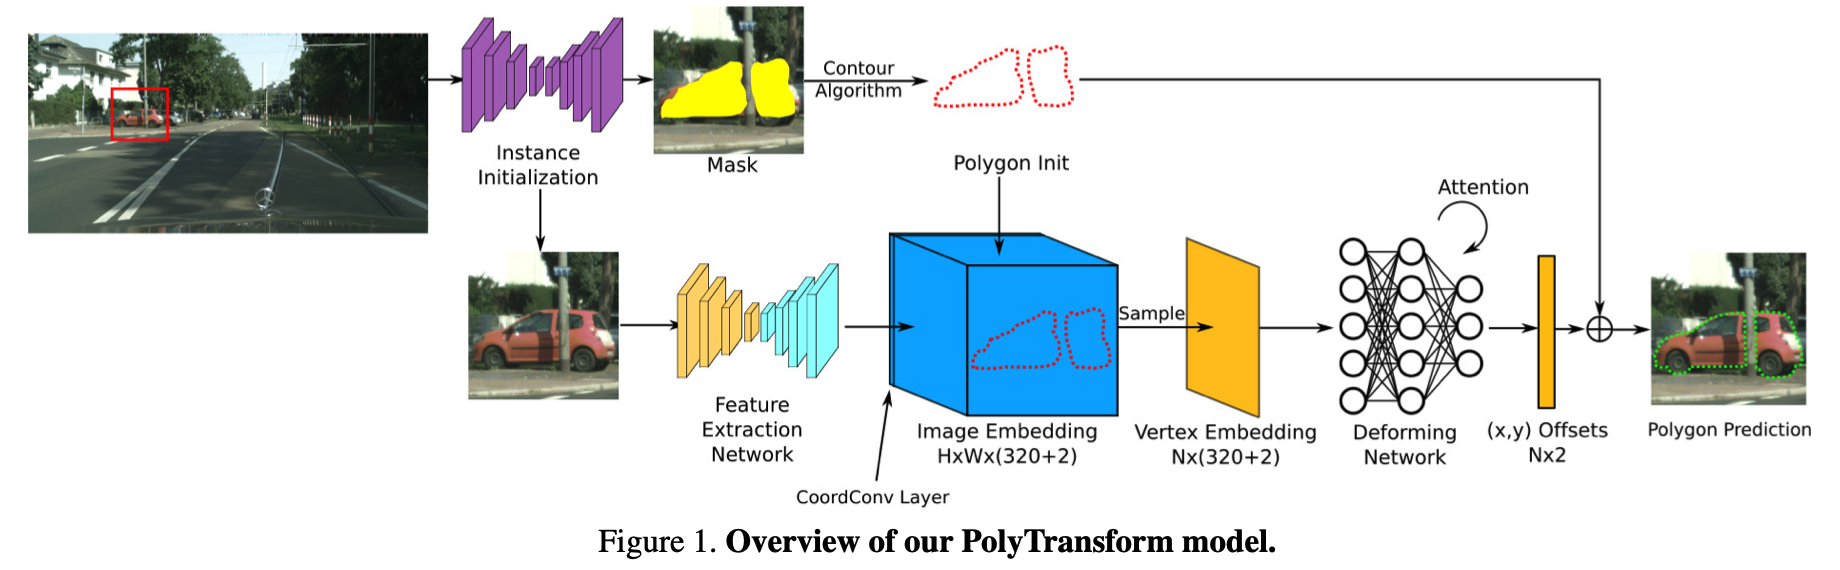 Instance
Initialization
Mask
Contour
Algorithm
Polygon Init
Attention
Feature
Extraction
Network
CoordConv Layer
Image Embedding
HxWx(320+2)
Sample
Vertex Embedding
Nx(320+2)
Deforming
Network
(x,y) Offsets
Nx2
Polygon Prediction
Figure 1. Overview of our PolyTransform model.